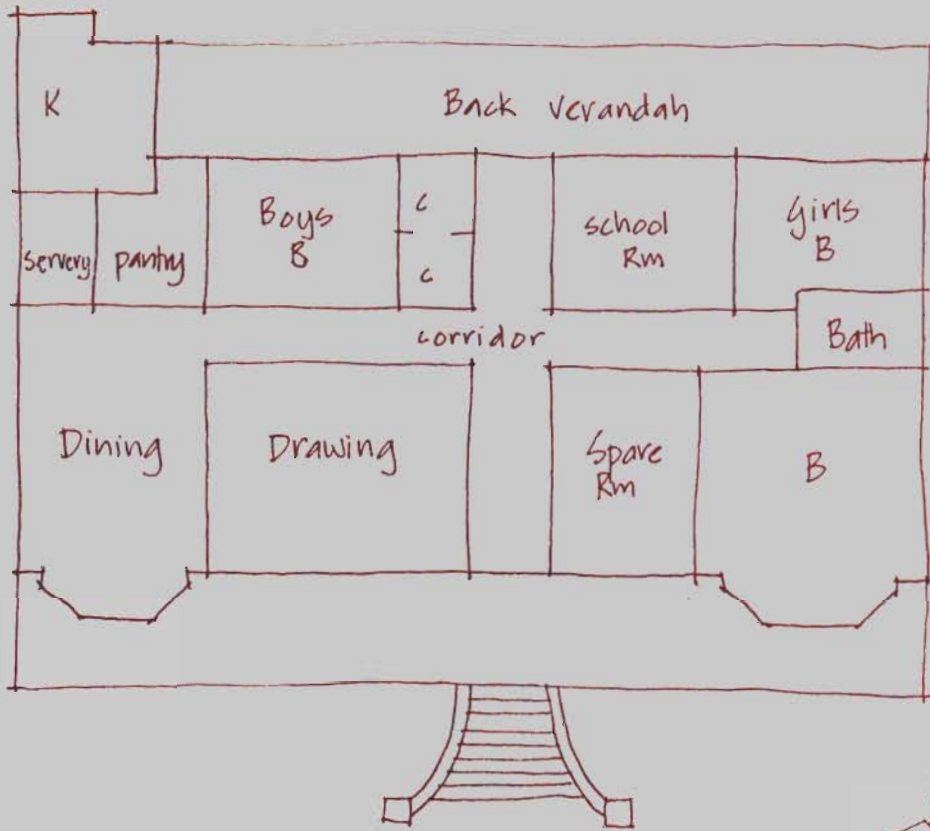 K
Back verandah
servery
pantry
Boys
B
c
c
school
Rm
Girls
B
corridor
Bath
Dining
Drawing
Spare
Rm
B